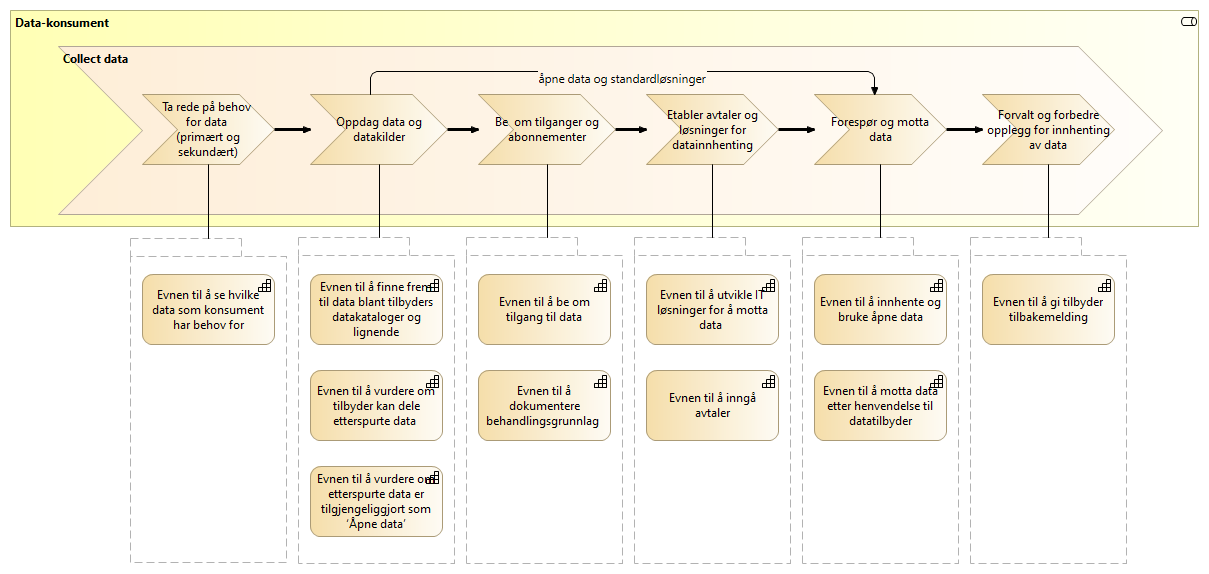 Data-konsument
Collect data
åpne data og standardløsninger
Ta rede på behov
for data
(primært og
sekundært)
Oppdag data og
datakilder
Be om tilganger og
abonnementer
Etabler avtaler og
løsninger for
datainnhenting
Forespør og motta
data
Forvalt og forbedre
opplegg for innhenting
av data
Evnen til å se hvilke
data som konsument
har behov for
Evnen til å finne frem
til data blant tilbyders
datakataloger og
lignende
Evnen til å vurdere om
tilbyder kan dele
etterspurte data
Evnen til å vurdere om
etterspurte data er
tilgjengeliggjort som
‘Åpne data’
Evnen til å be om
tilgang til data
Evnen til å
dokumentere
behandlingsgrunnlag
Evnen til å utvikle IT
løsninger for å motta
data
Evnen til å inngå
avtaler
Evnen til å innhente og
bruke åpne data
Evnen til å motta data
etter henvendelse til
datatilbyder
Evnen til å gi tilbyder
tilbakemelding